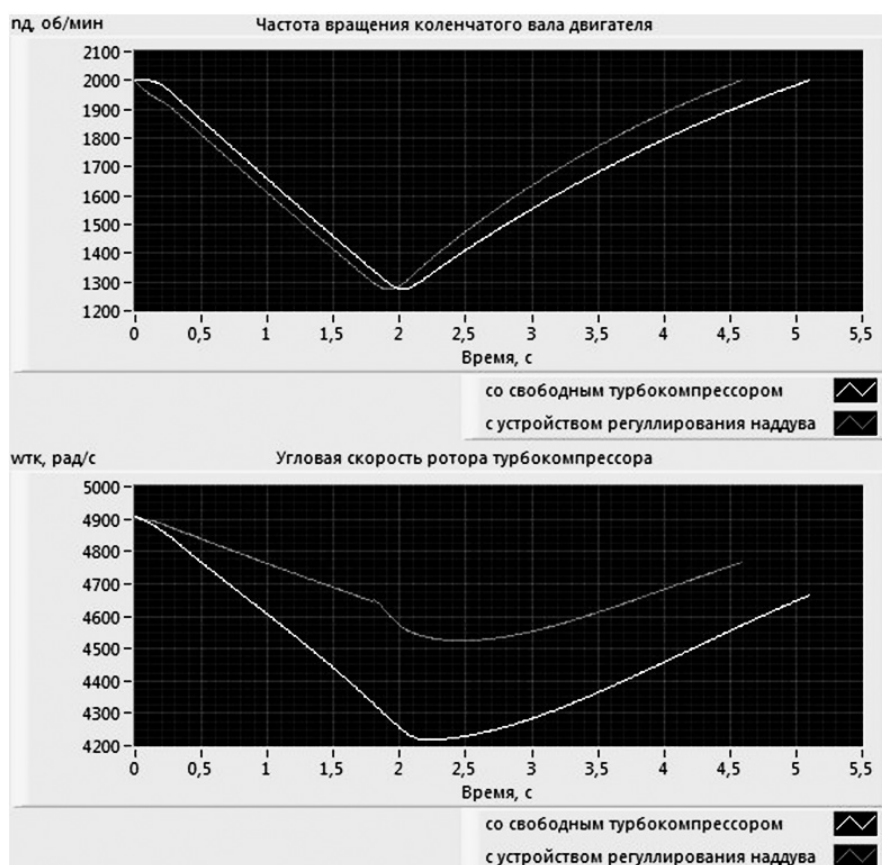 nд, об/мин Частота вращения коленчатого вала двигателя
2100
2000
1900
1800
1700
1600
1500
1400
1300
1200
0 0,5 1 1,5 2 2,5 3 3,5 4 4,5 5 5,5
Время, с
со свободным турбокомпрессором
с устройством регуллирования наддува
wтк, рад/с Угловая скорость ротора турбокомпрессора
5000
4900
4800
4700
4600
4500
4400
4300
4200
0 0,5 1 1,5 2 2,5 3 3,5 4 4,5 5 5,5
Время, с
со свободным турбокомпрессором
с устройством регуллирования наддува